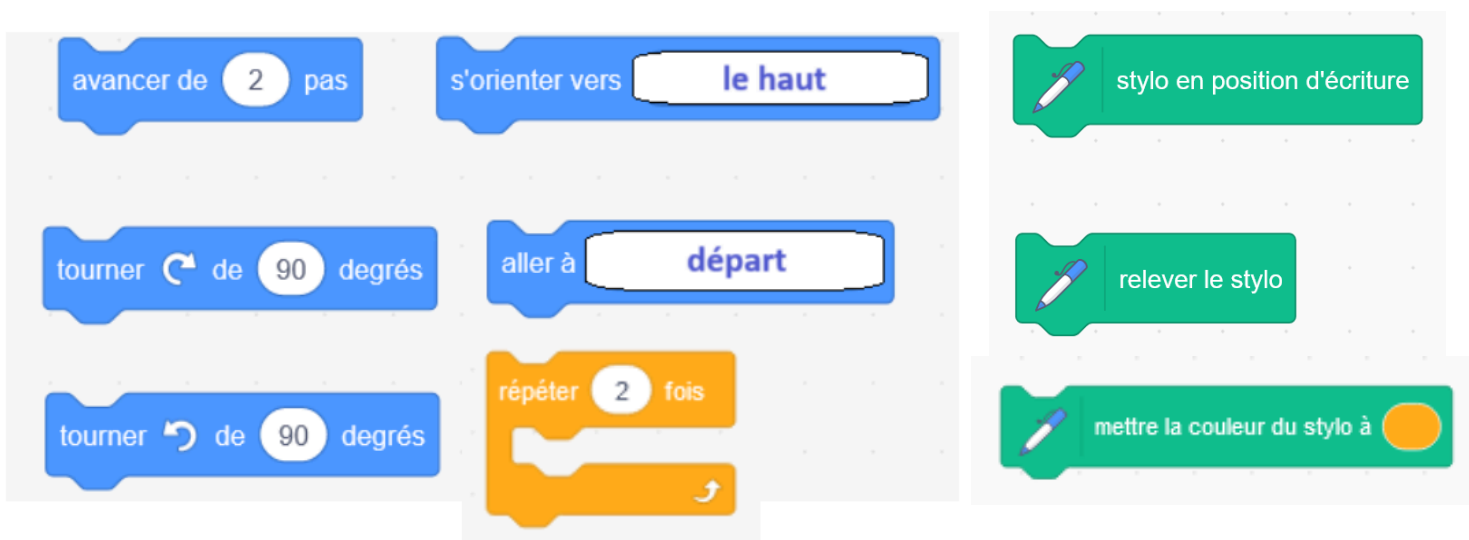 avancer de 2 pas
s'orienter vers le haut
stylo en position d'écriture
tourner de 90 degrés
aller à départ
relever le stylo
répéter 2 fois
tourner de 90 degrés
mettre la couleur du stylo à